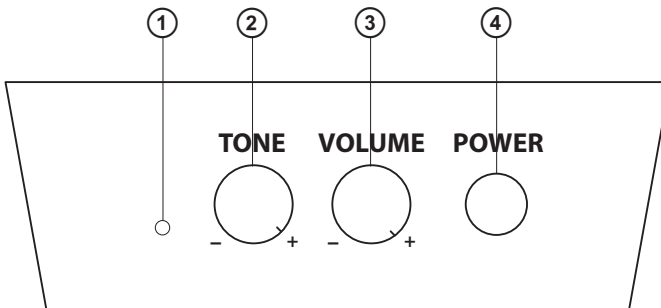 1 2 3 4
TONE VOLUME POWER
– + – +